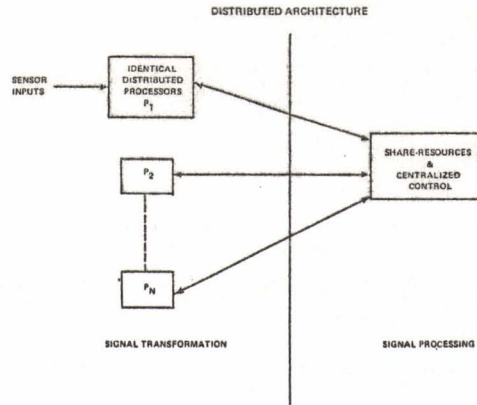 DISTRIBUTED ARCHITECTURE
IDENTICAL
DISTRIBUTED
PROCESSORS
P1
SENSOR
INPUTS
SHARE-RESOURCES
&
CENTRALIZED
CONTROL
P2
PN
SIGNAL TRANSFORMATION
SIGNAL PROCESSING